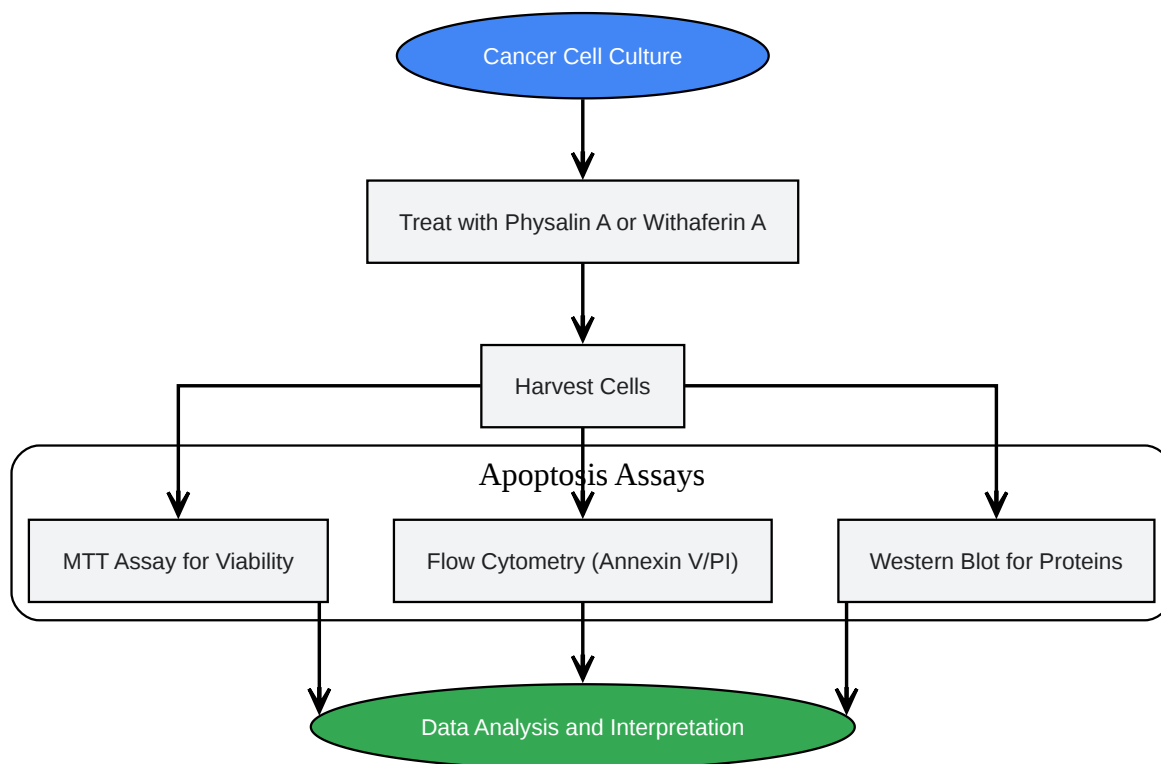 Cancer Cell Culture
Treat with Physalin A or Withaferin A
Harvest Cells
Apoptosis Assays
MTT Assay for Viability
Flow Cytometry (Annexin V/PI)
Western Blot for Proteins
Data Analysis and Interpretation